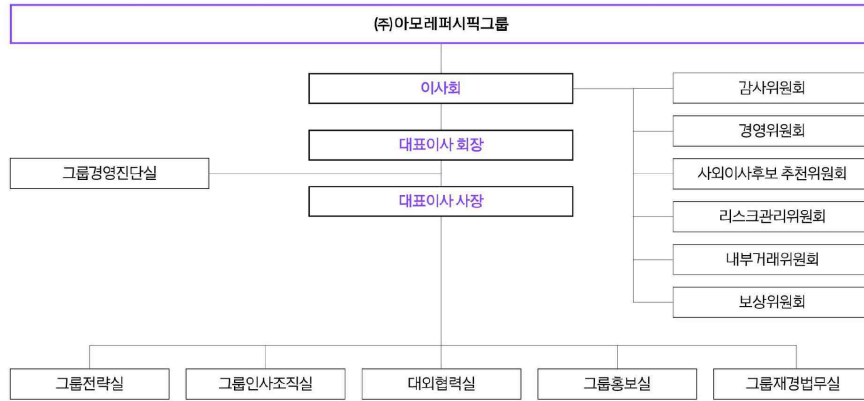 (주)아모레퍼시픽그룹
이사회
감사위원회
경영위원회
대표이사 회장
그룹경영진단실
사외이사후보 추천위원회
대표이사 사장
리스크관리위원회
내부거래위원회
보상위원회
그룹전략실
그룹인사조직실
대외협력실
그룹홍보실
그룹재경법무실